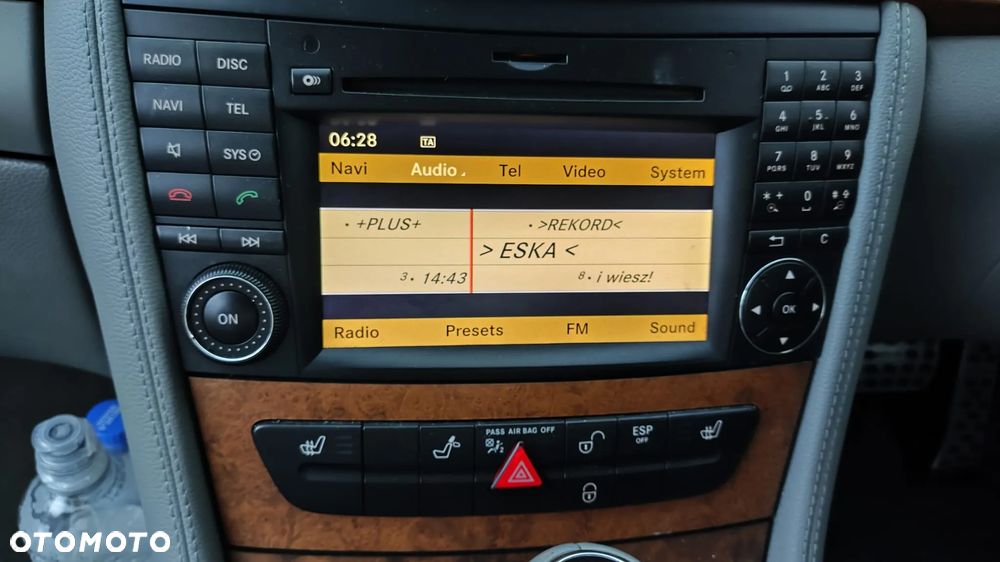 RADIO DISC
NAVI TEL
SYS
ON
06:28 TA
Navi Audio Tel Video System
· +PLUS+ · >REKORD<
> ESKA <
3 · 14:43 8 · i wiesz!
Radio Presets FM Sound
1 2 ABC 3 DEF
4 GHI 5 JKL 6 MNO
7 PQRS 8 TUV 9 WXYZ
* + 0 #
C
OK
PASS AIR BAG OFF
ESP
OFF
OTOMOTO